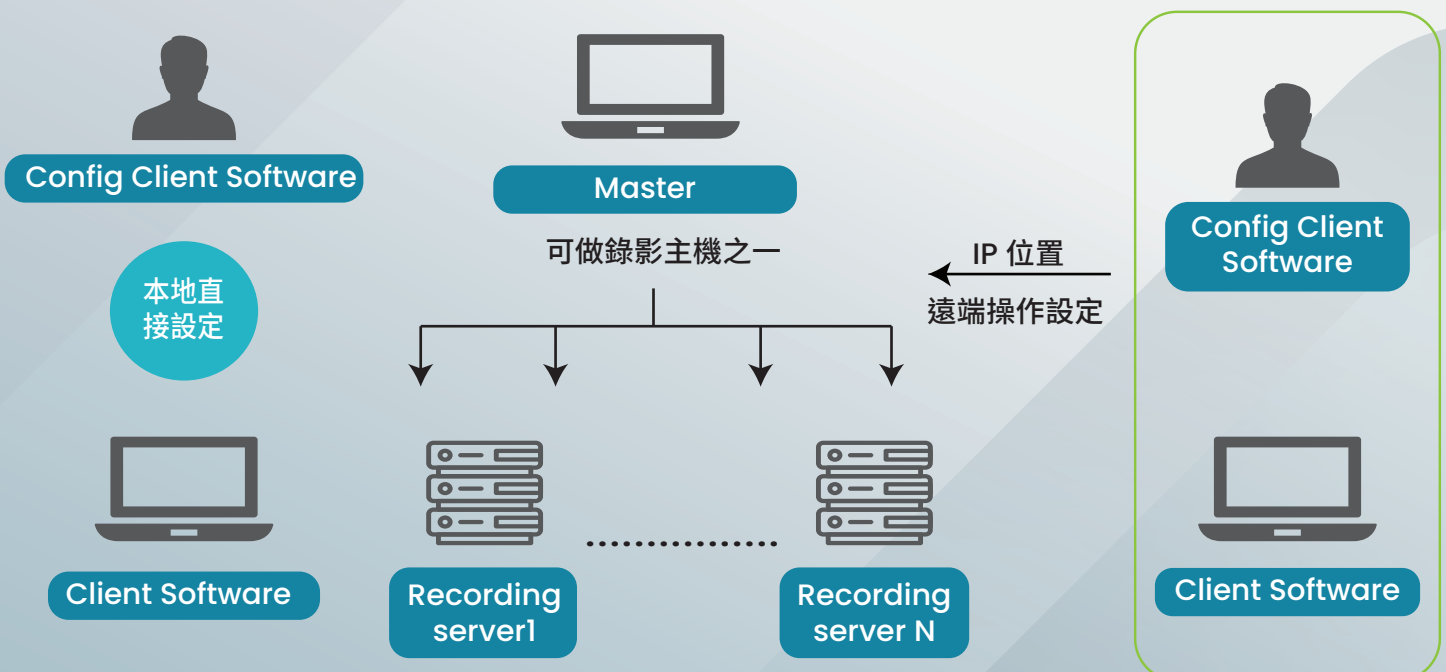 Config Client Software
本地直
接設定
Client Software
Master
可做錄影主機之一
Recording
server1
Recording
server N
IP 位置
遠端操作設定
Config Client
Software
Client Software